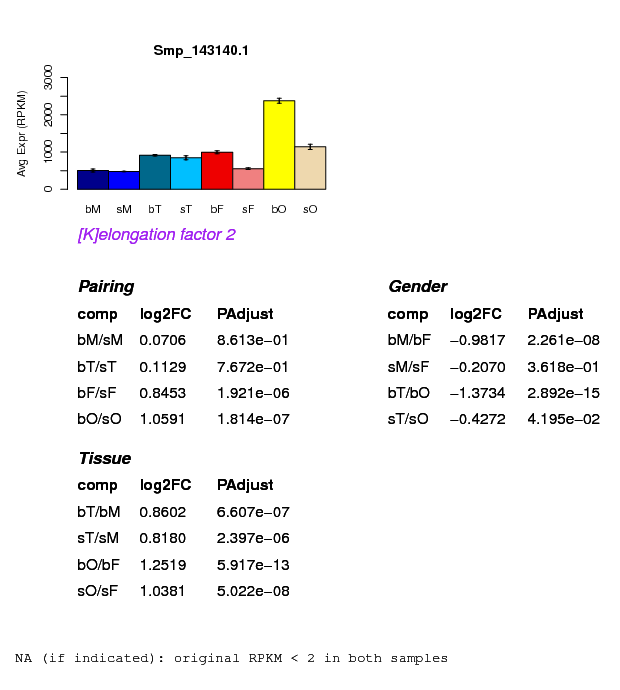 Smp_143140.1
Avg Expr (RPKM)
3000
2000
1000
0
bM sM bT sT bF sF bO sO
[K]elongation factor 2
Pairing
comp log2FC PAdjust
bM/sM 0.0706 8.613e−01
bT/sT 0.1129 7.672e−01
bF/sF 0.8453 1.921e−06
bO/sO 1.0591 1.814e−07
Gender
comp log2FC PAdjust
bM/bF −0.9817 2.261e−08
sM/sF −0.2070 3.618e−01
bT/bO −1.3734 2.892e−15
sT/sO −0.4272 4.195e−02
Tissue
comp log2FC PAdjust
bT/bM 0.8602 6.607e−07
sT/sM 0.8180 2.397e−06
bO/bF 1.2519 5.917e−13
sO/sF 1.0381 5.022e−08
NA (if indicated): original RPKM < 2 in both samples